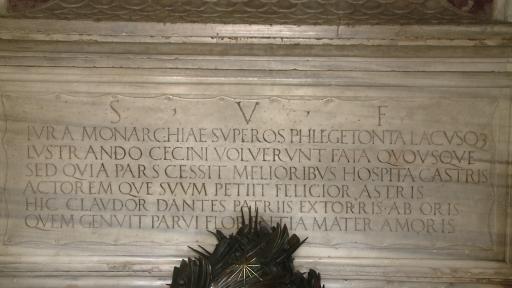 S V F
IVRA MONARCHIAE SVPEROS PHLEGETONTA LACVSQ3
LVSTRANDO CECINI VOLVERVNT FATA QVOVSQVE
SED QVIA PARS CESSIT MELIORIBVS HOSPITA CASTRIS
ACTOREM QVE SVVM PETIIT FELICIOR ASTRIS
HIC CLAVDOR DANTES PATRIIS EXTORRIS·AB ORIS
QVEM GENVIT PARVI FLORENTIA MATER AMORIS